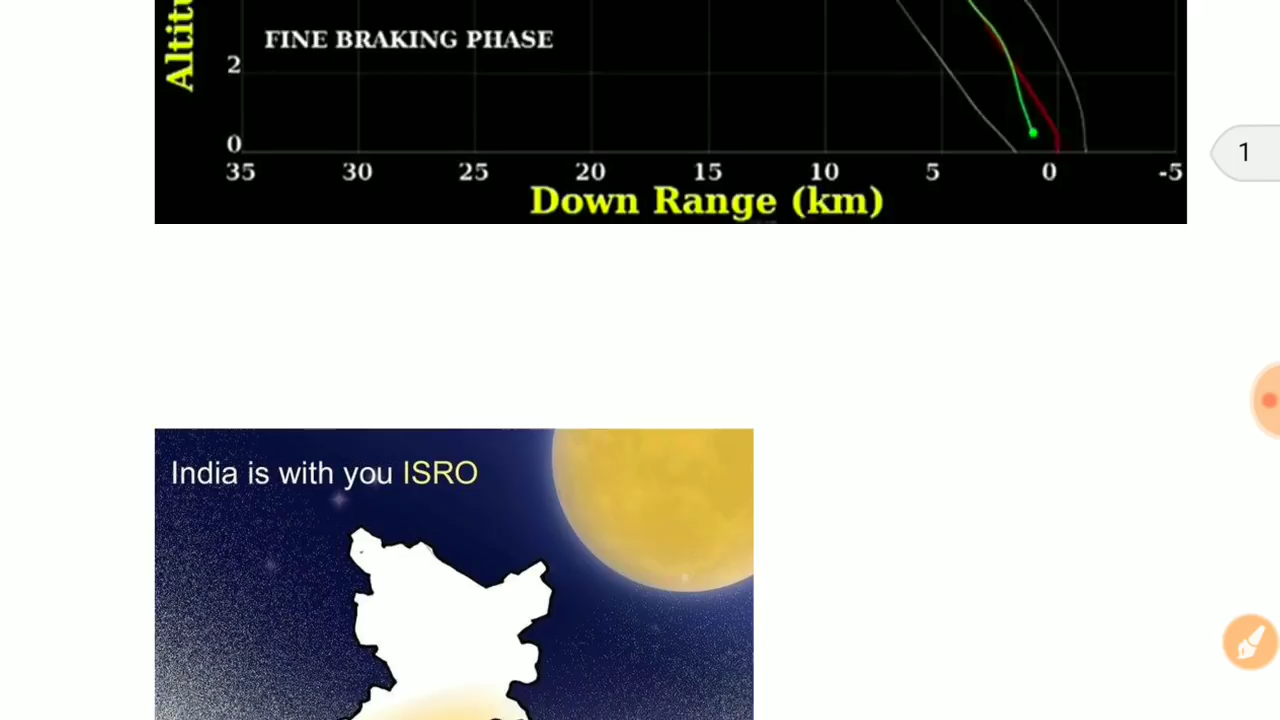 Altitu
FINE BRAKING PHASE
2
0
35 30 25 20 15 10 5 0 -5
Down Range (km)
1
India is with you ISRO